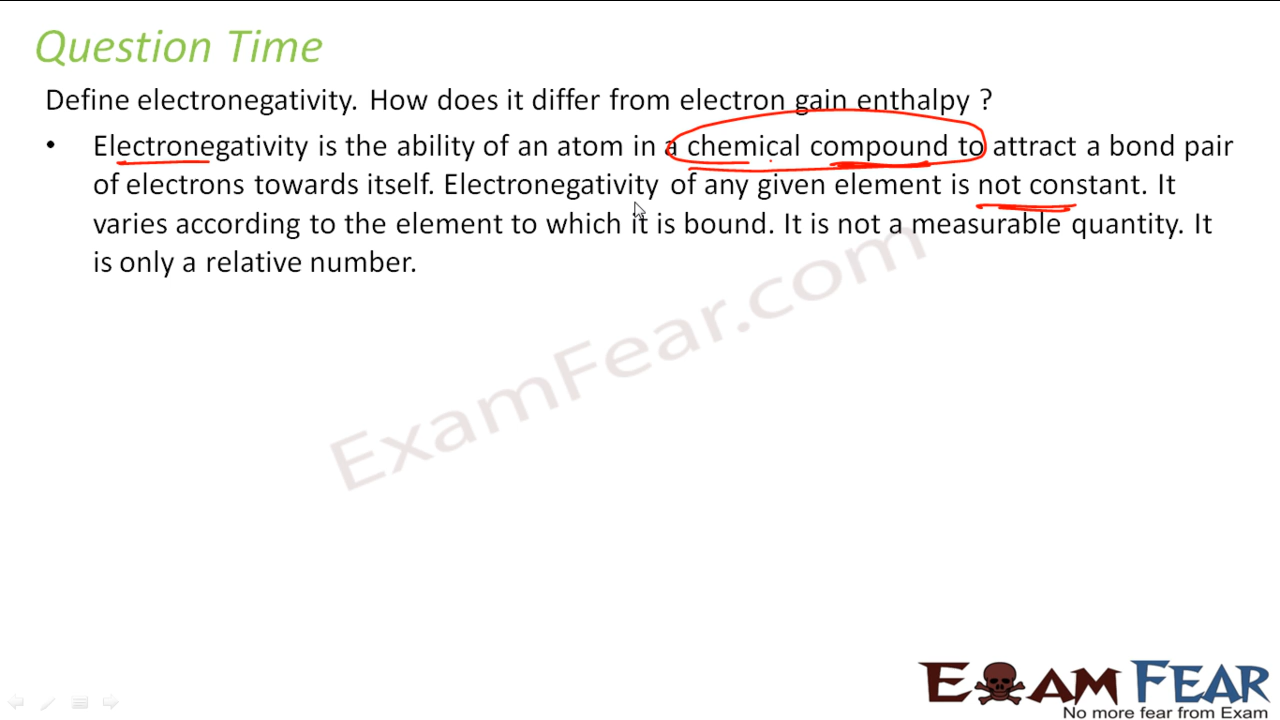 Question Time
Define electronegativity. How does it differ from electron gain enthalpy ?
• Electronegativity is the ability of an atom in a chemical compound to attract a bond pair
of electrons towards itself. Electronegativity of any given element is not constant. It
varies according to the element to which it is bound. It is not a measurable quantity. It
is only a relative number.
ExamFear.com
EXAM FEAR
No more fear from Exam